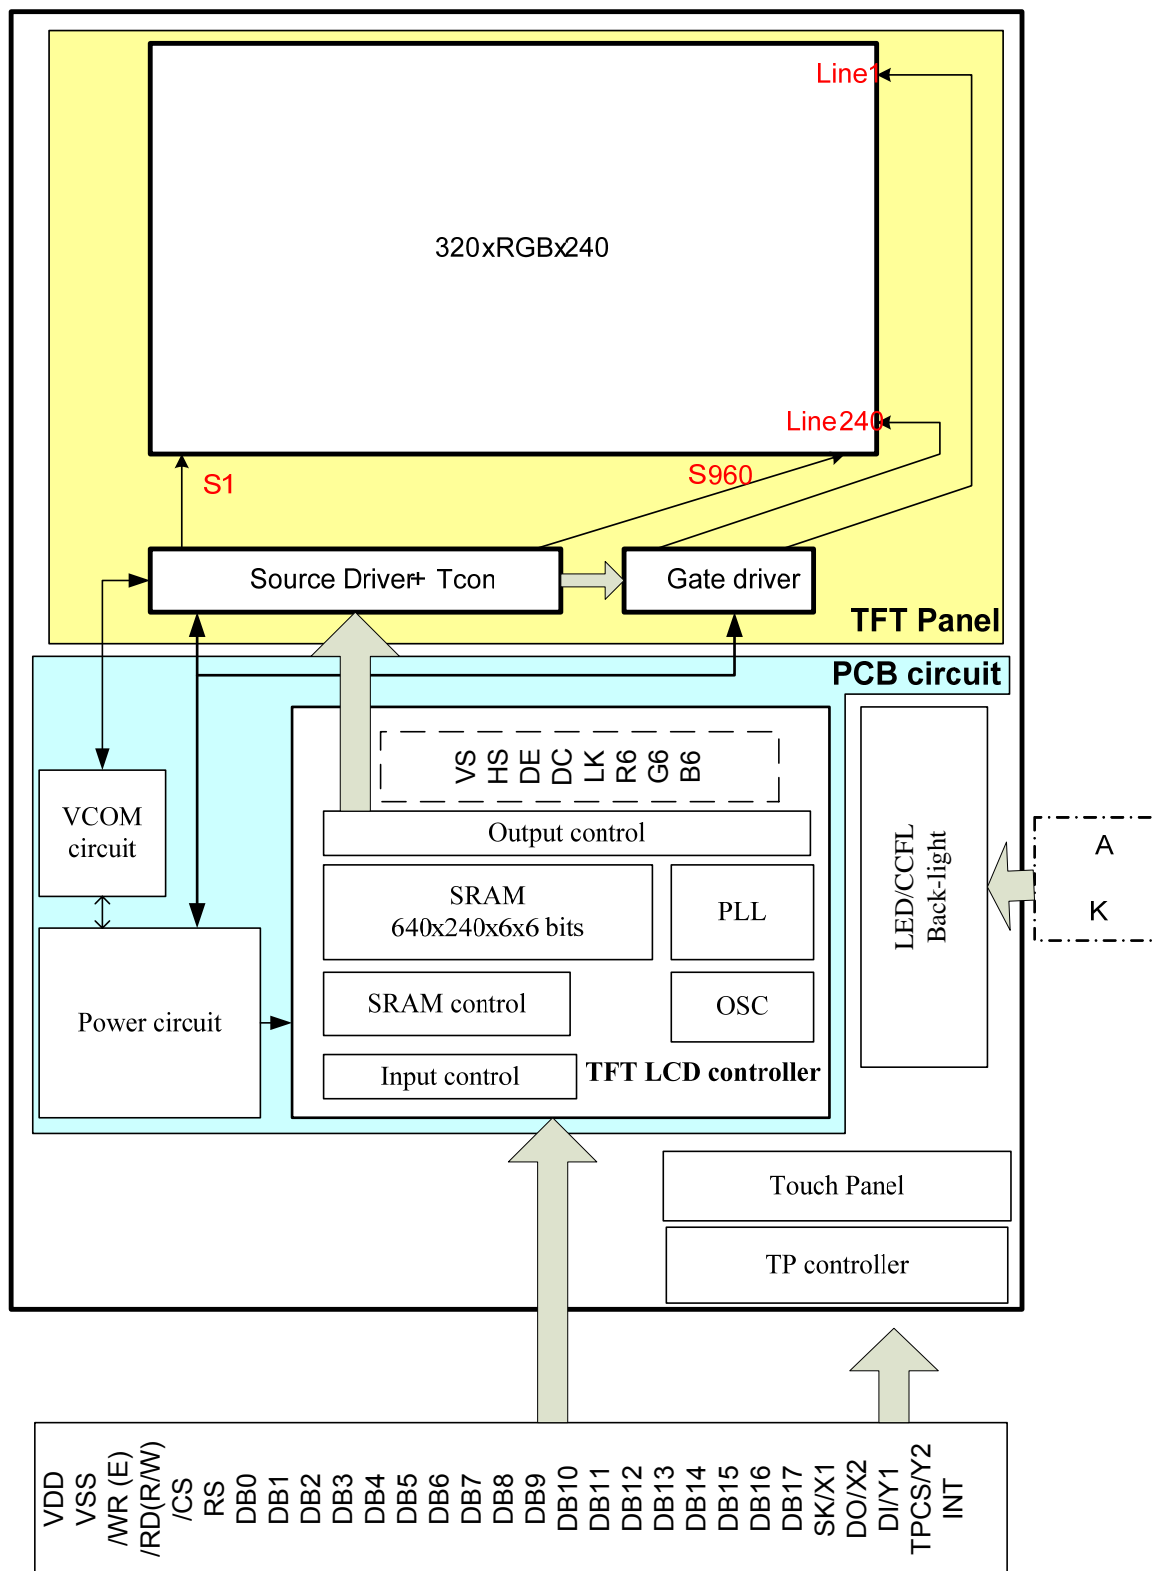 Line1
320xRGBx240
Line240
S1
S960
Source Driver+ Tcon
Gate driver
TFT Panel
PCB circuit
VS
HS
DE
DC
LK
R6
G6
B6
VCOM
circuit
Output control
SRAM
640x240x6x6 bits
PLL
LED/CCFL
Back-light
A
K
SRAM control
OSC
Power circuit
Input control
TFT LCD controller
Touch Panel
TP controller
VDD
VSS
/WR (E)
/RD(R/W)
/CS
RS
DB0
DB1
DB2
DB3
DB4
DB5
DB6
DB7
DB8
DB9
DB10
DB11
DB12
DB13
DB14
DB15
DB16
DB17
SK/X1
DO/X2
DI/Y1
TPCS/Y2
INT